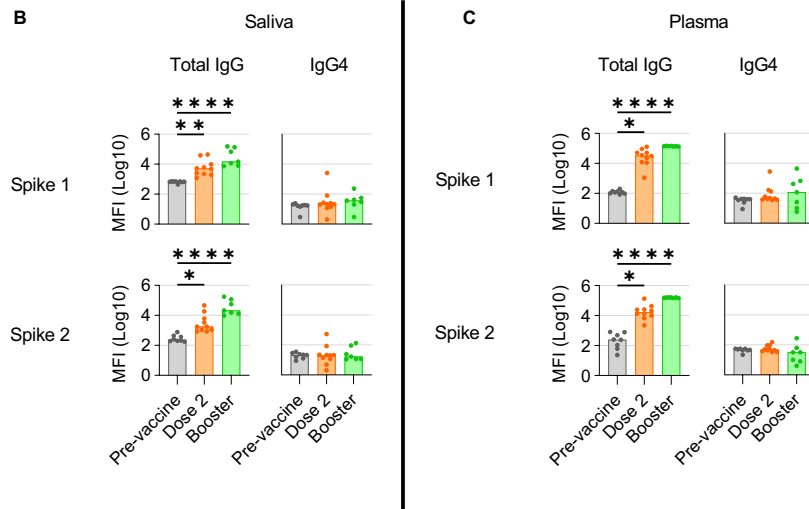 B Saliva
Total IgG IgG4
Spike 1
MFI (Log10)
6
4
2
0
∗∗∗∗
∗∗
Spike 2
MFI (Log10)
6
4
2
0
∗∗∗∗
∗
Pre-vaccine Dose 2 Booster Pre-vaccine Dose 2 Booster
C Plasma
Total IgG IgG4
Spike 1
MFI (Log10)
6
4
2
0
∗∗∗∗
∗
Spike 2
MFI (Log10)
6
4
2
0
∗∗∗∗
∗
Pre-vaccine Dose 2 Booster Pre-vaccine Dose 2 Booster